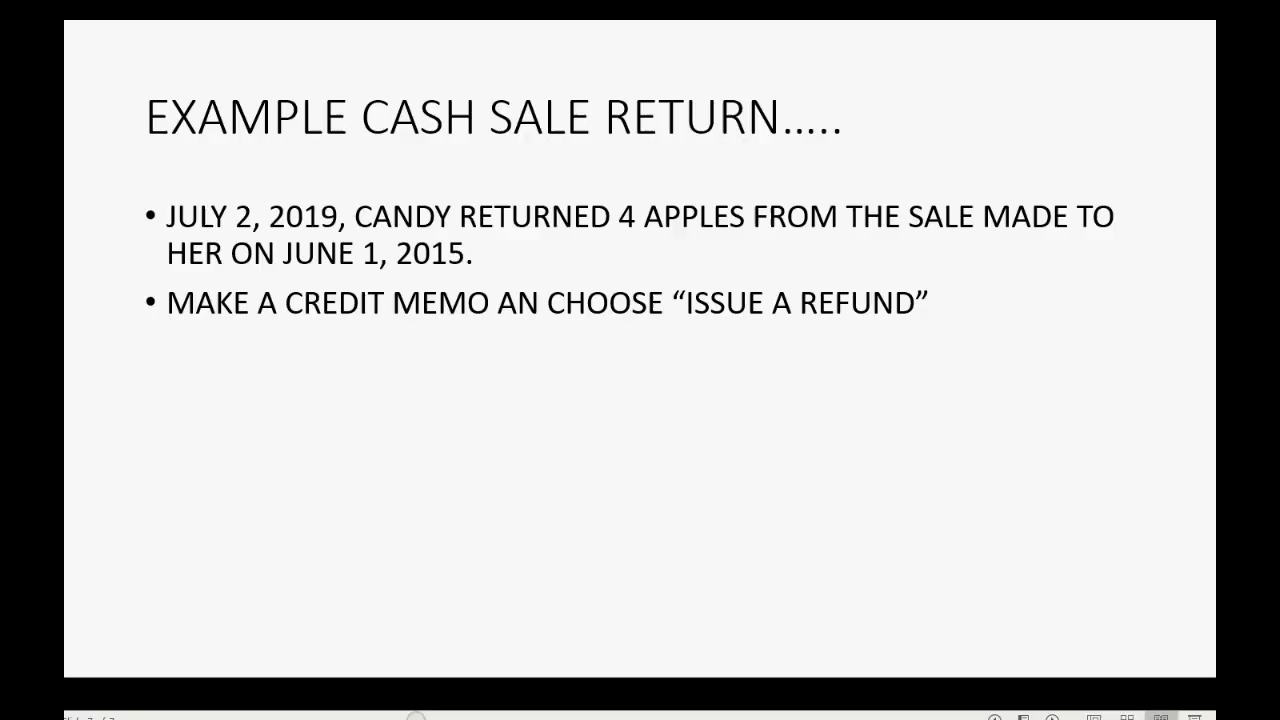 EXAMPLE CASH SALE RETURN…..
• JULY 2, 2019, CANDY RETURNED 4 APPLES FROM THE SALE MADE TO
HER ON JUNE 1, 2015.
• MAKE A CREDIT MEMO AN CHOOSE “ISSUE A REFUND”